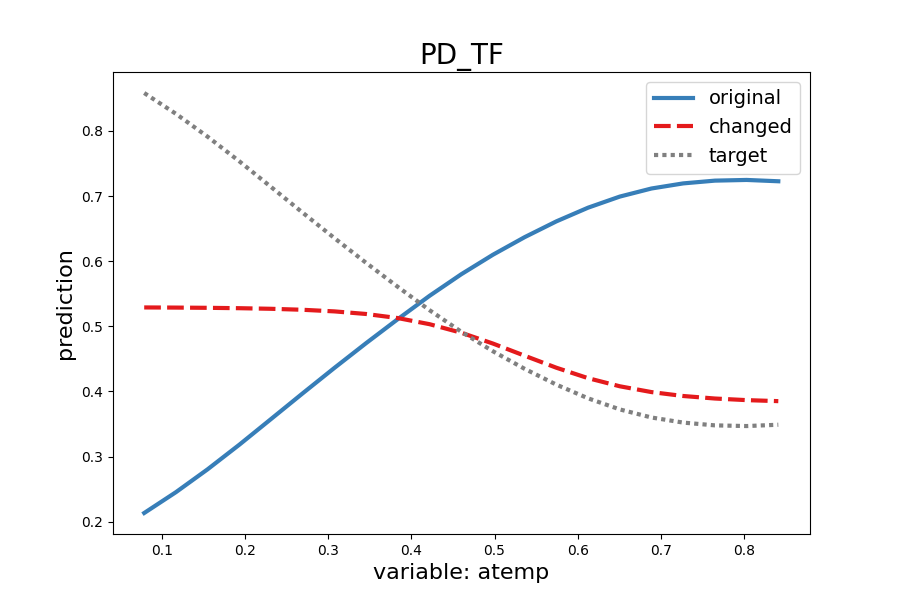 PD_TF
original
changed
target
prediction
0.8
0.7
0.6
0.5
0.4
0.3
0.2
0.1 0.2 0.3 0.4 0.5 0.6 0.7 0.8
variable: atemp